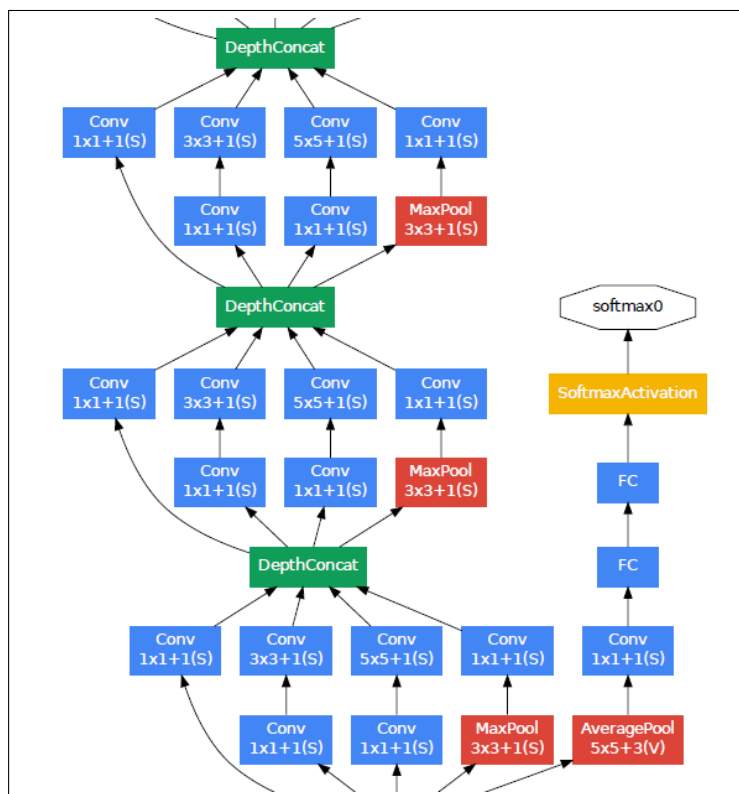 DepthConcat
Conv
1x1+1(S)
Conv
3x3+1(S)
Conv
5x5+1(S)
Conv
1x1+1(S)
Conv
1x1+1(S)
Conv
1x1+1(S)
MaxPool
3x3+1(S)
DepthConcat
softmax0
Conv
1x1+1(S)
Conv
3x3+1(S)
Conv
5x5+1(S)
Conv
1x1+1(S)
SoftmaxActivation
Conv
1x1+1(S)
Conv
1x1+1(S)
MaxPool
3x3+1(S)
FC
DepthConcat
FC
Conv
1x1+1(S)
Conv
3x3+1(S)
Conv
5x5+1(S)
Conv
1x1+1(S)
Conv
1x1+1(S)
Conv
1x1+1(S)
Conv
1x1+1(S)
MaxPool
3x3+1(S)
AveragePool
5x5+3(V)